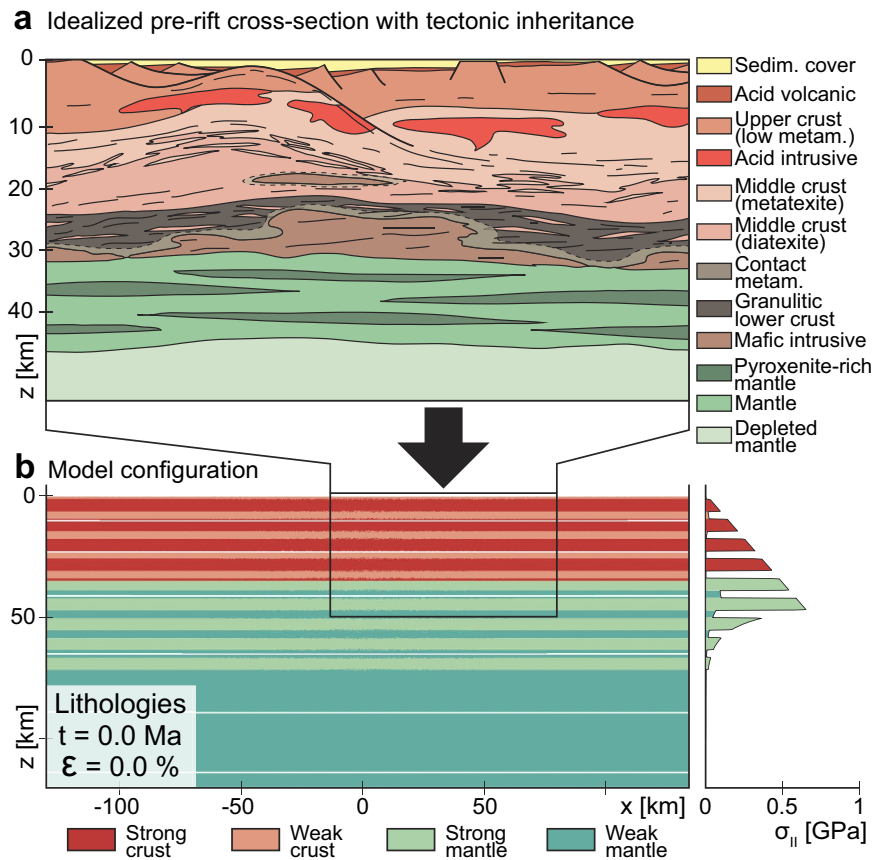 a Idealized pre-rift cross-section with tectonic inheritance
0
10
20
30
40
z [km]
Sedim. cover
Acid volcanic
Upper crust
(low metam.)
Acid intrusive
Middle crust
(metatexite)
Middle crust
(diatexite)
Contact
metam.
Granulitic
lower crust
Mafic intrusive
Pyroxenite-rich
mantle
Mantle
Depleted
mantle
b Model configuration
0
50
z [km]
Lithologies
t = 0.0 Ma
Ɛ = 0.0 %
-100
-50
0
50
x [km]
0
0.5
1
σII [GPa]
Strong
crust
Weak
crust
Strong
mantle
Weak
mantle